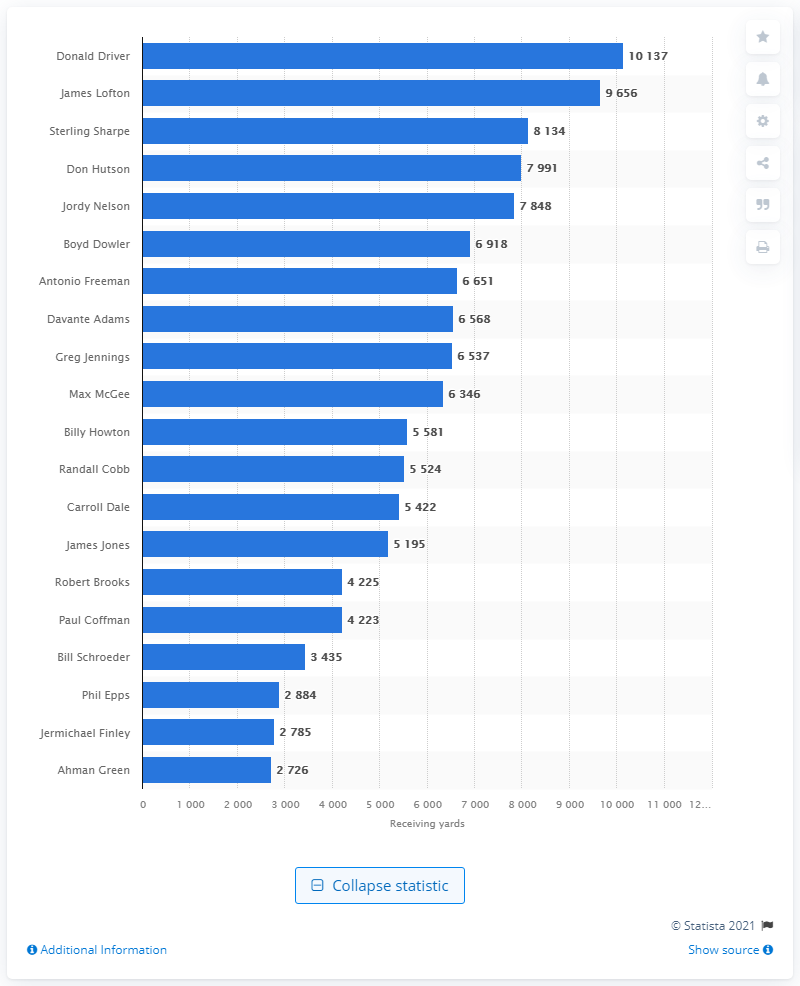 Donald Driver 10 137
James Lofton 9 656
Sterling Sharpe 8 134
Don Hutson 7 991
Jordy Nelson 7 848
Boyd Dowler 6 918
Antonio Freeman 6 651
Davante Adams 6 568
Greg Jennings 6 537
Max McGee 6 346
Billy Howton 5 581
Randall Cobb 5 524
Carroll Dale 5 422
James Jones 5 195
Robert Brooks 4 225
Paul Coffman 4 223
Bill Schroeder 3 435
Phil Epps 2 884
Jermichael Finley 2 785
Ahman Green 2 726
0 1 000 2 000 3 000 4 000 5 000 6 000 7 000 8 000 9 000 10 000 11 000 12...
Receiving yards
Collapse statistic
© Statista 2021
Additional Information Show source